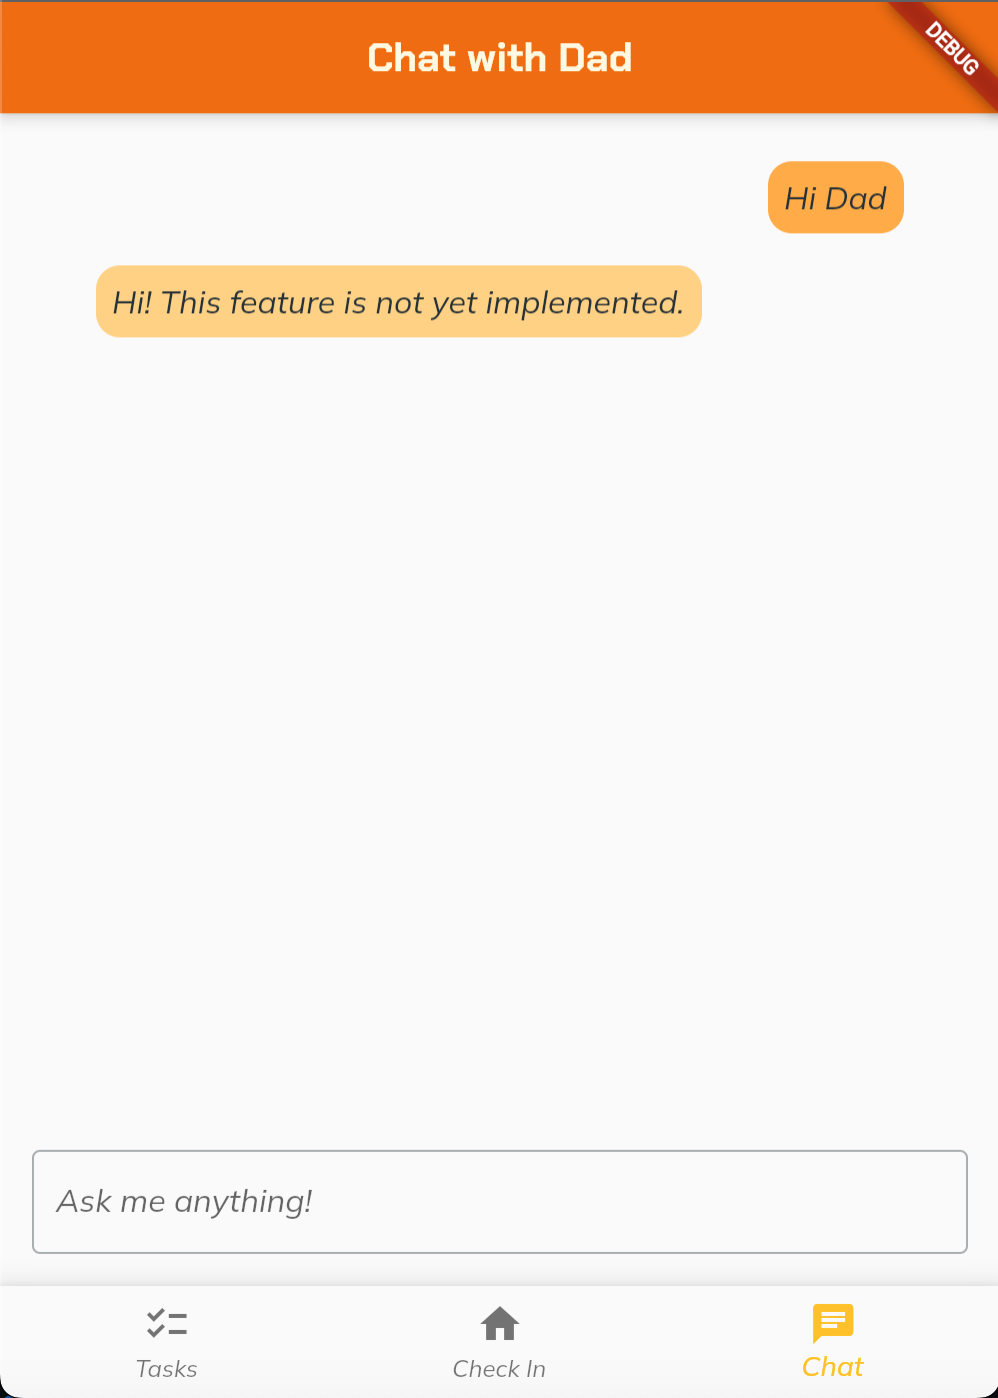 Chat with Dad
DEBUG
Hi Dad
Hi! This feature is not yet implemented.
Ask me anything!
Tasks
Check In
Chat